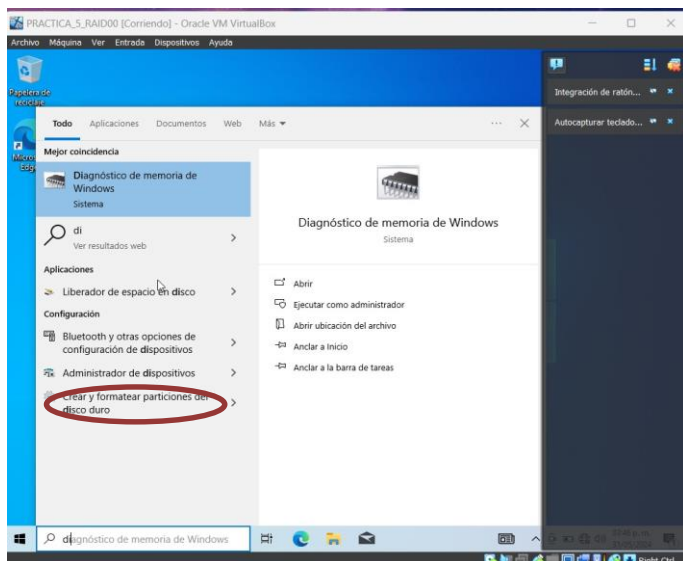 PRACTICA_5_RAID00 [Corriendo] - Oracle VM VirtualBox
Archivo Máquina Ver Entrada Dispositivos Ayuda
Papelera de
reciclaje
Integración de ratón...
Autocapturar teclado...
Todo Aplicaciones Documentos Web Más
Micro
Edg
Mejor coincidencia
Diagnóstico de memoria de
Windows
Sistema
di
Ver resultados web
Aplicaciones
Liberador de espacio en disco
Configuración
Bluetooth y otras opciones de
configuración de dispositivos
Administrador de dispositivos
Crear y formatear particiones del
disco duro
Diagnóstico de memoria de Windows
Sistema
Abrir
Ejecutar como administrador
Abrir ubicación del archivo
Anclar a Inicio
Anclar a la barra de tareas
diagnóstico de memoria de Windows
Right Ctrl